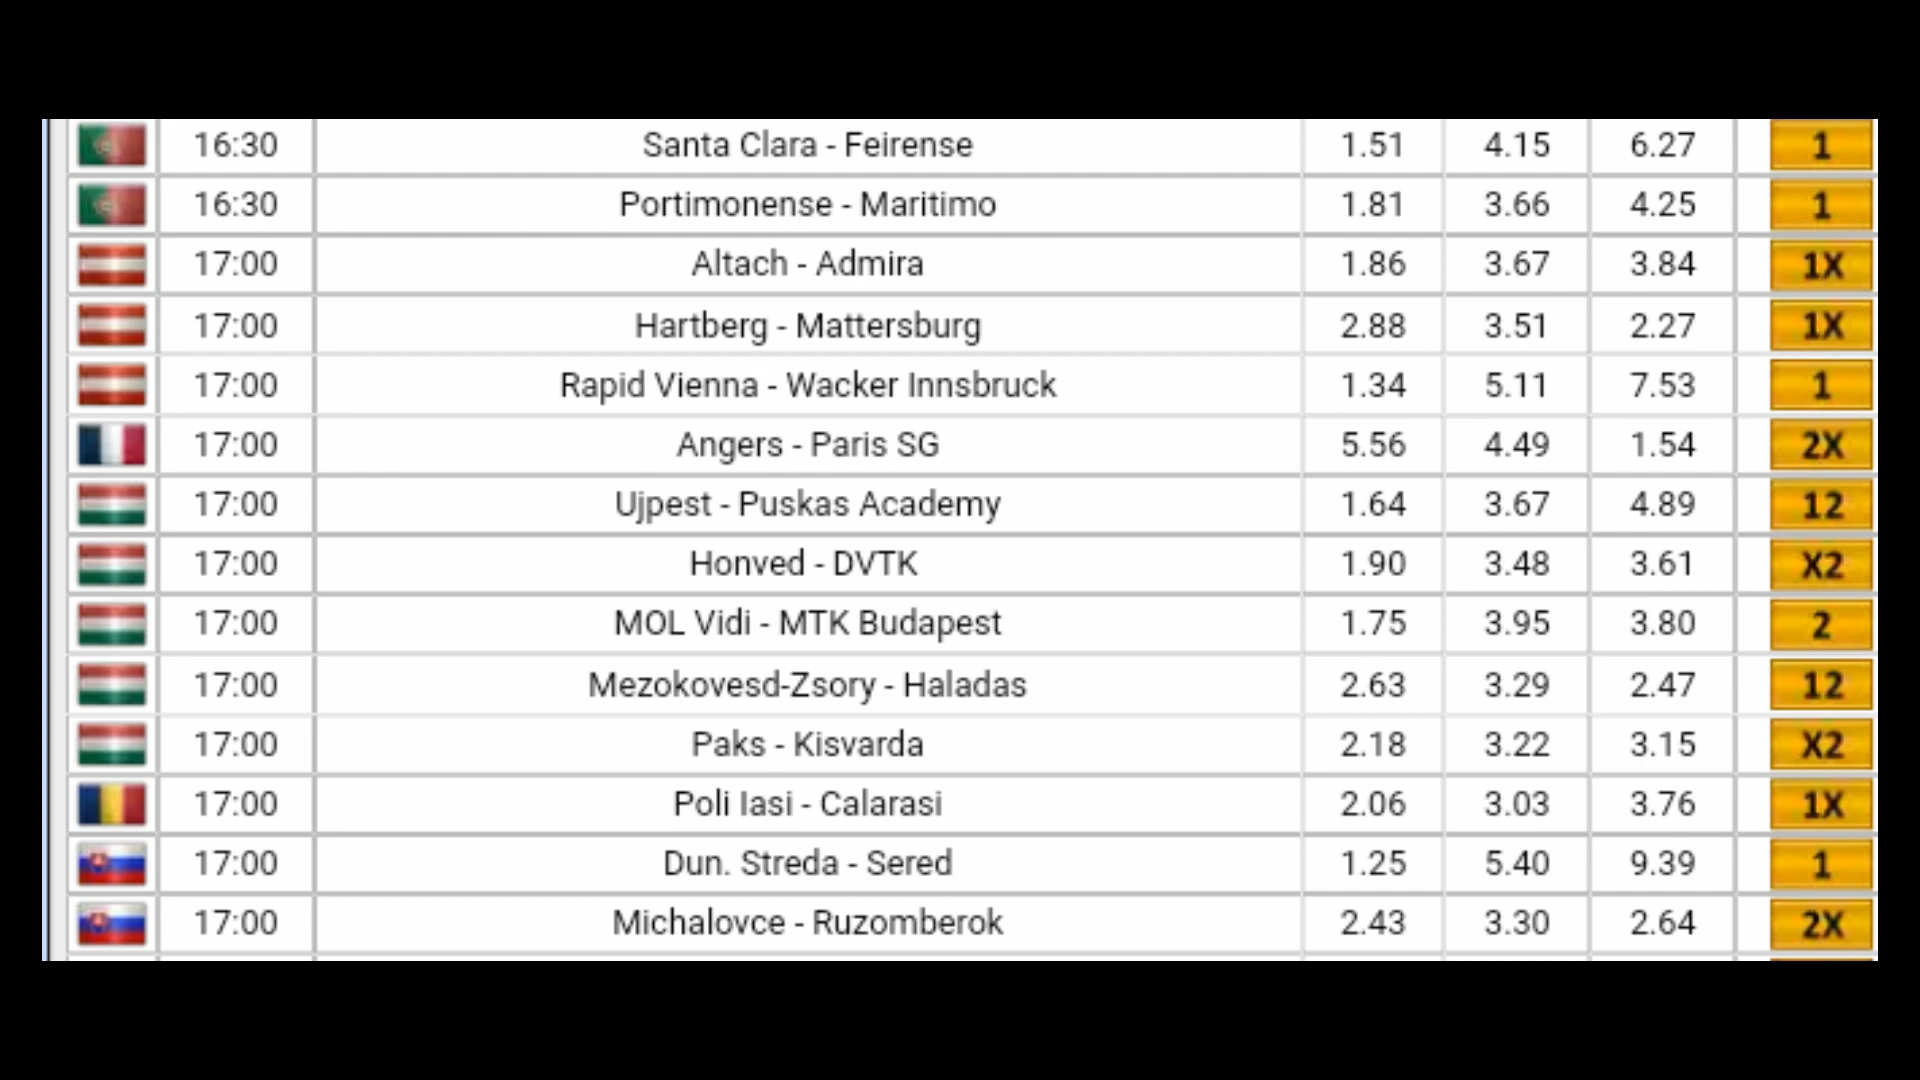 16:30 Santa Clara - Feirense 1.51 4.15 6.27 1
16:30 Portimonense - Maritimo 1.81 3.66 4.25 1
17:00 Altach - Admira 1.86 3.67 3.84 1X
17:00 Hartberg - Mattersburg 2.88 3.51 2.27 1X
17:00 Rapid Vienna - Wacker Innsbruck 1.34 5.11 7.53 1
17:00 Angers - Paris SG 5.56 4.49 1.54 2X
17:00 Ujpest - Puskas Academy 1.64 3.67 4.89 12
17:00 Honved - DVTK 1.90 3.48 3.61 X2
17:00 MOL Vidi - MTK Budapest 1.75 3.95 3.80 2
17:00 Mezokovesd-Zsory - Haladas 2.63 3.29 2.47 12
17:00 Paks - Kisvarda 2.18 3.22 3.15 X2
17:00 Poli Iasi - Calarasi 2.06 3.03 3.76 1X
17:00 Dun. Streda - Sered 1.25 5.40 9.39 1
17:00 Michalovce - Ruzomberok 2.43 3.30 2.64 2X